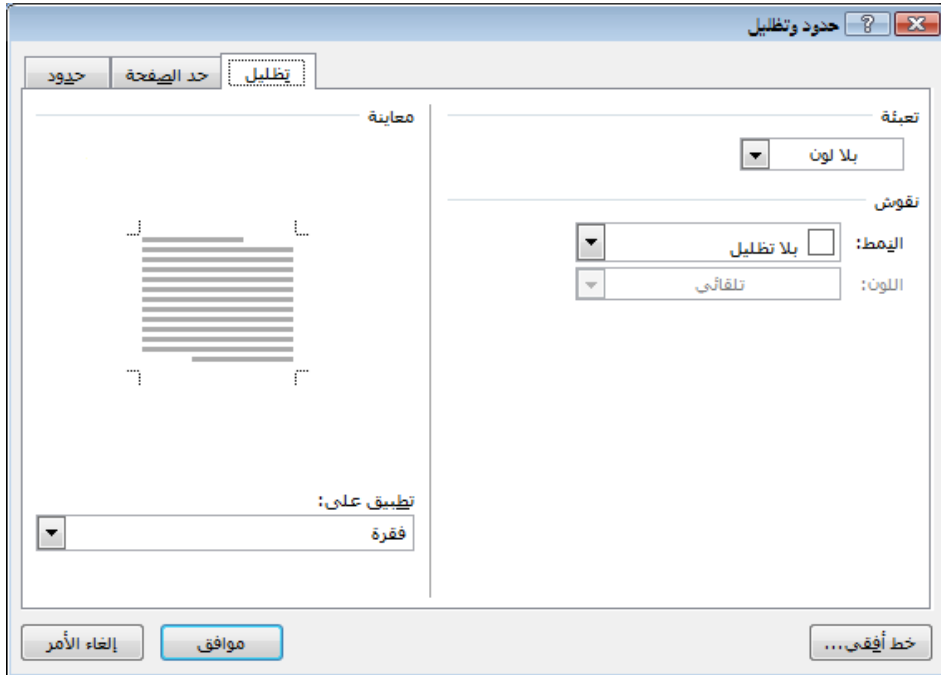 حدود وتظليل
حدود
حد الصفحة
تظليل
تعبئة
بلا لون
نقوش
النمط:
بلا تظليل
اللون:
تلقائي
معاينة
تطبيق على:
فقرة
خط أفقي...
موافق
إلغاء الأمر